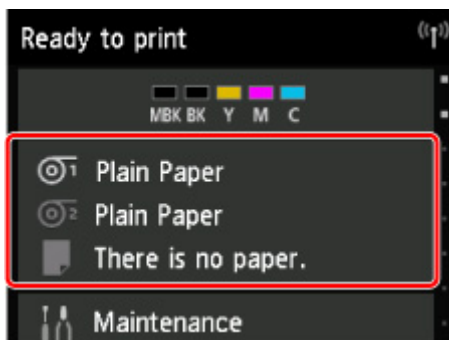 Ready to print
MBK BK Y M C
1 Plain Paper
2 Plain Paper
There is no paper.
Maintenance